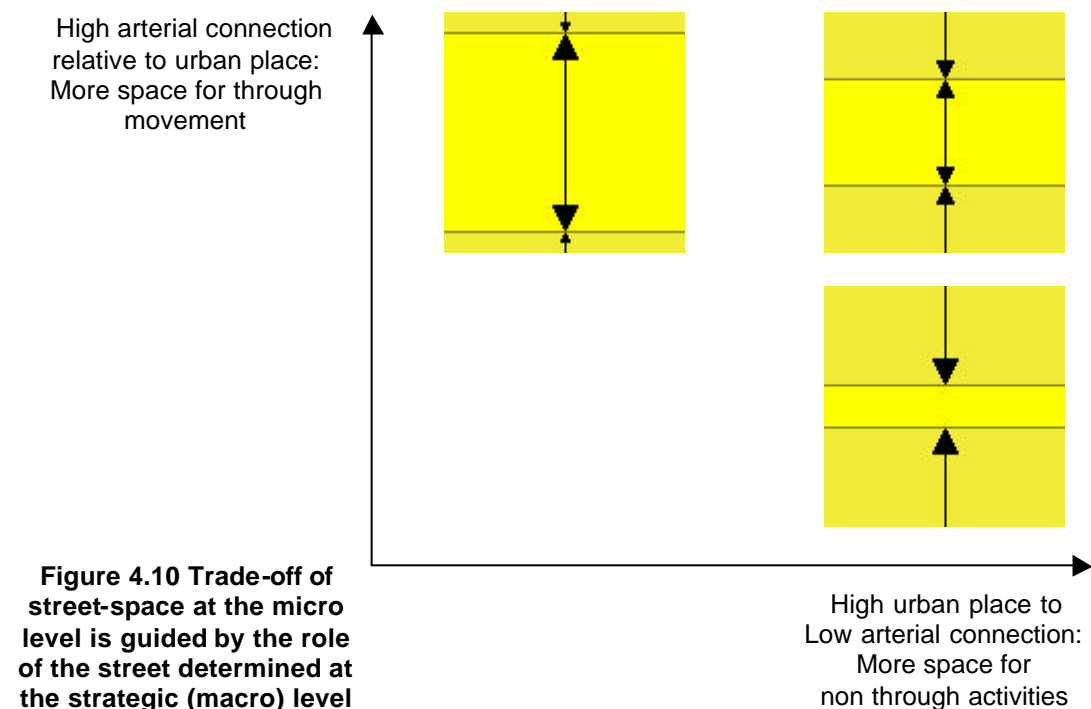 High arterial connection
relative to urban place:
More space for through
movement
Figure 4.10 Trade-off of
street-space at the micro
level is guided by the role
of the street determined at
the strategic (macro) level
High urban place to
Low arterial connection:
More space for
non through activities